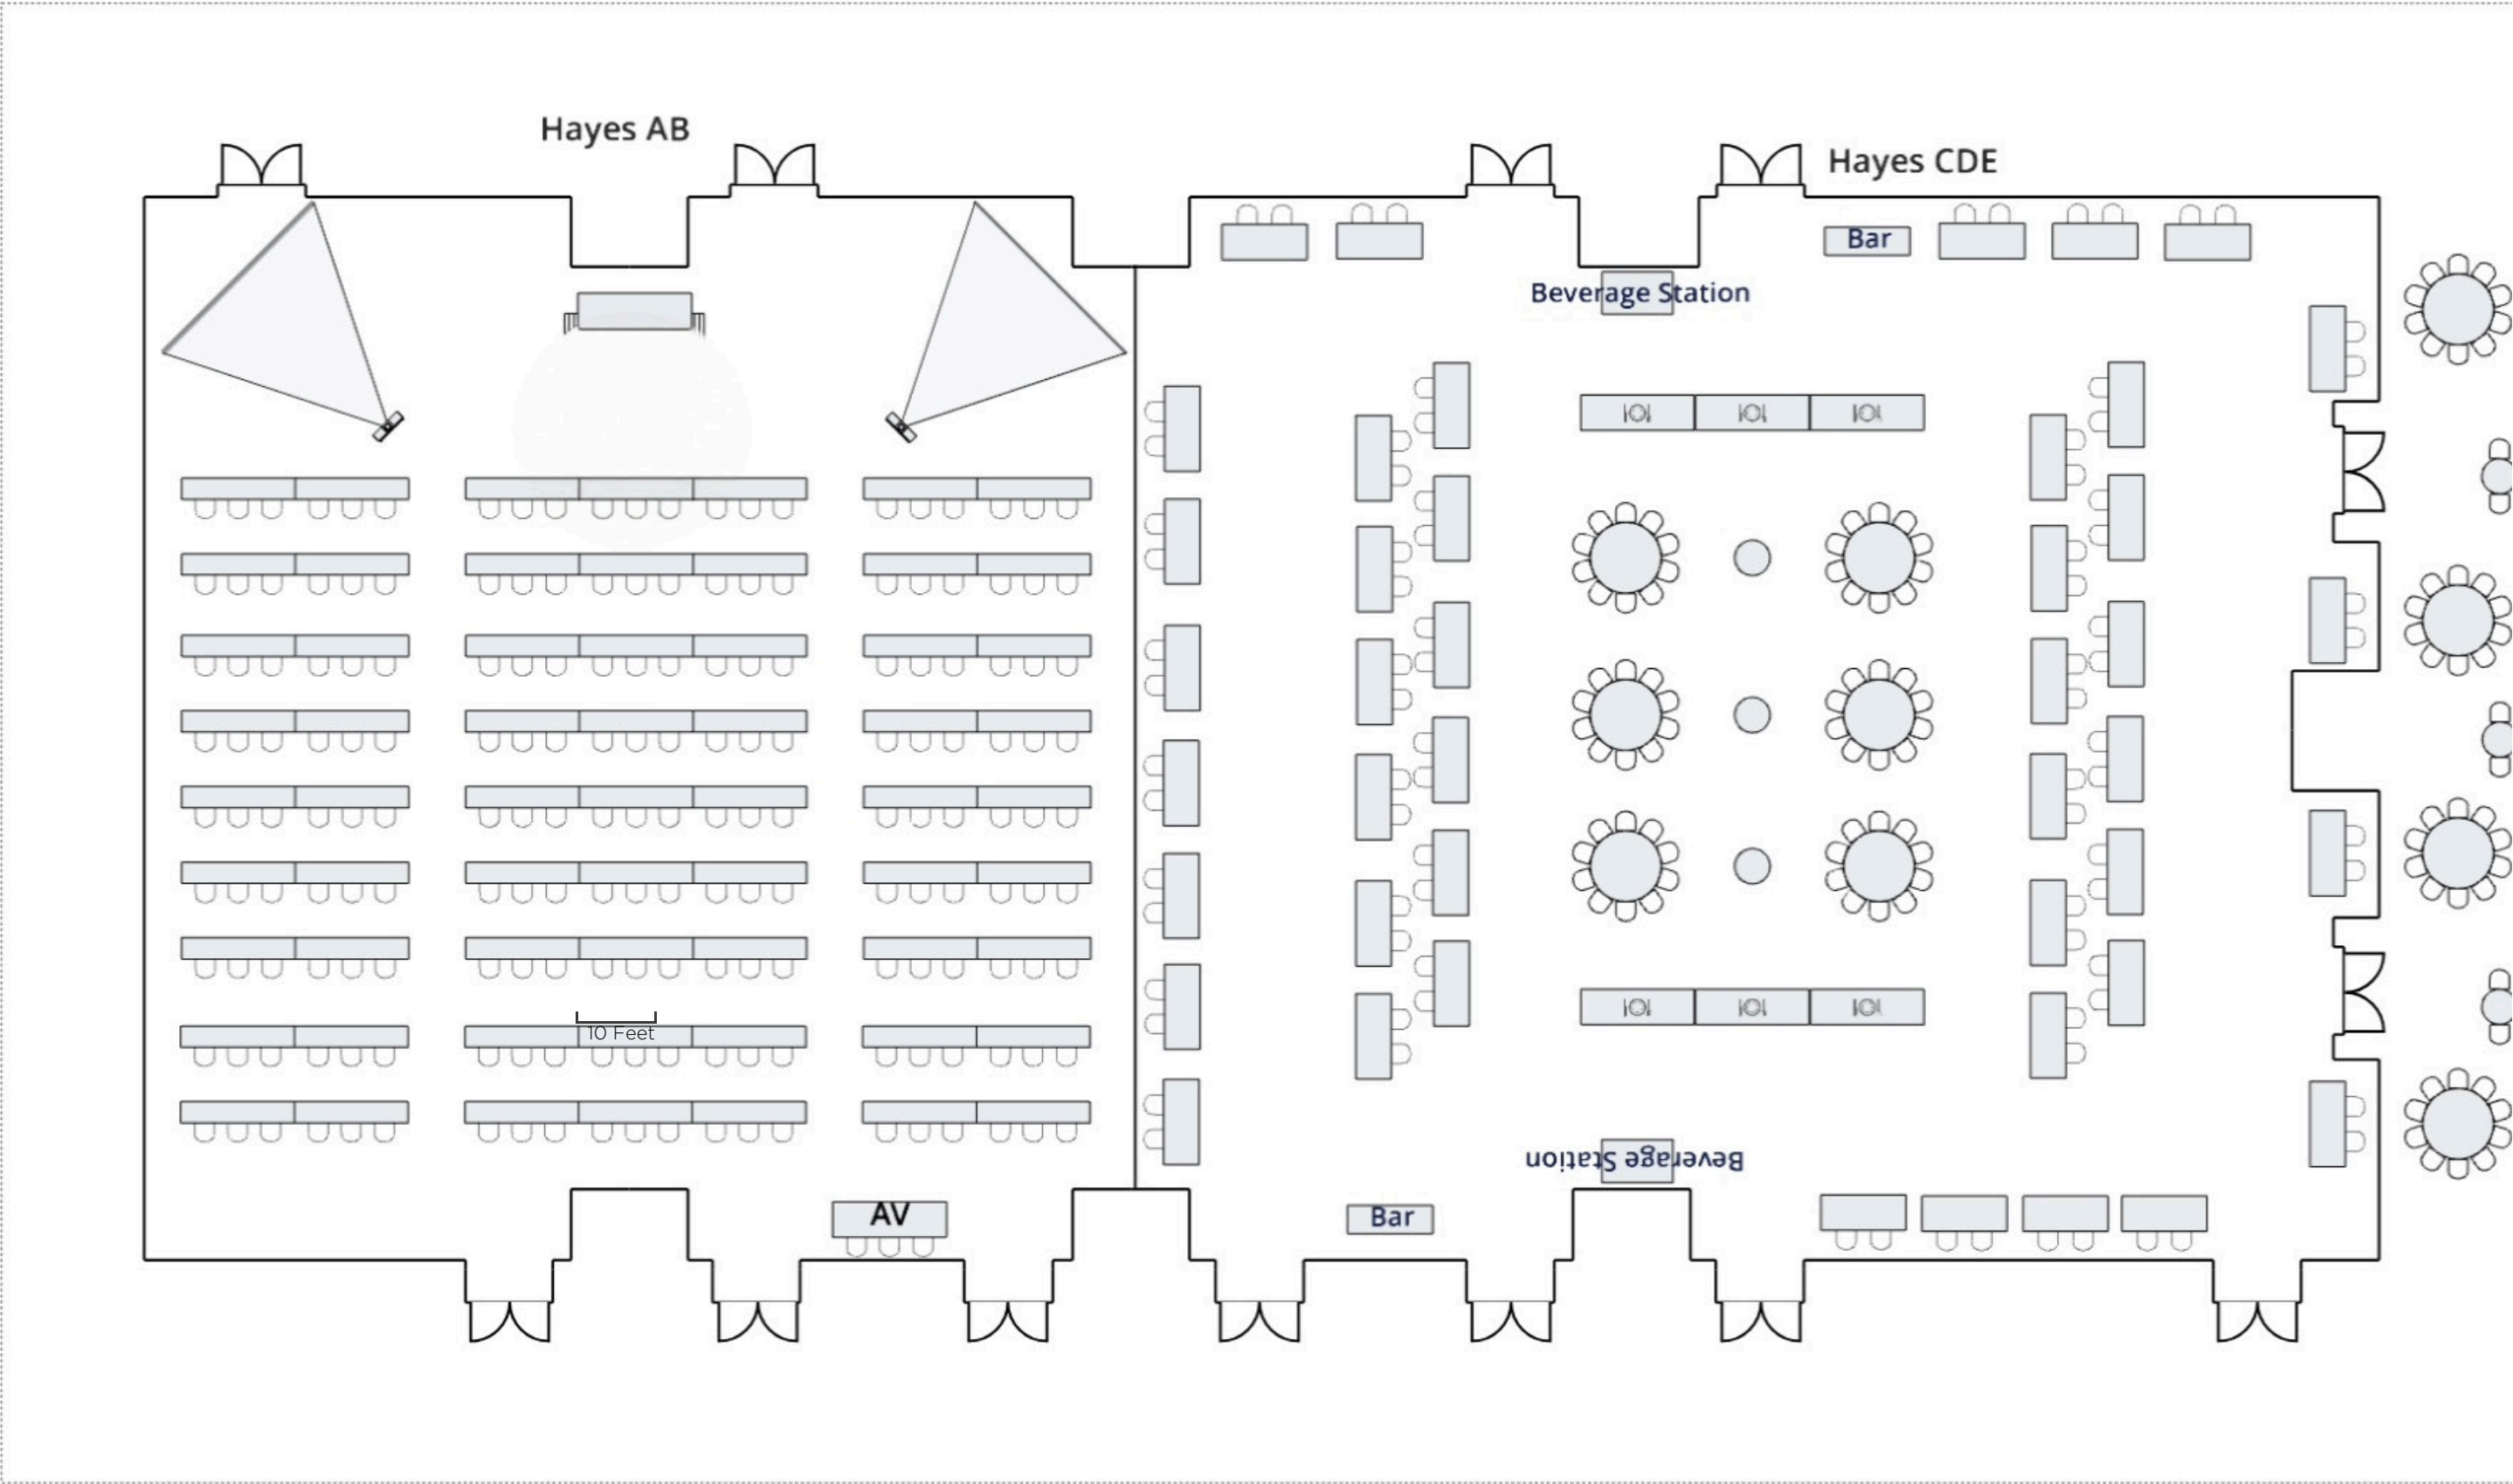 Hayes AB
Hayes CDE
Bar
Beverage Station
10 Feet
Beverage Station
AV
Bar